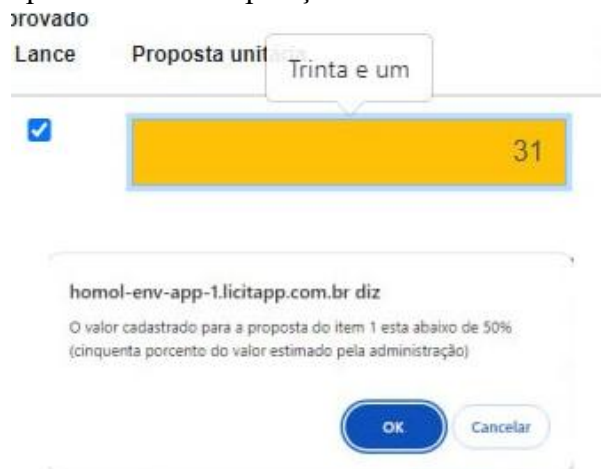 provado
Lance Proposta unit
Trinta e um
31
homol-env-app-1.licitapp.com.br diz
O valor cadastrado para a proposta do item 1 esta abaixo de 50%
(cinquenta porcento do valor estimado pela administração)
OK Cancelar